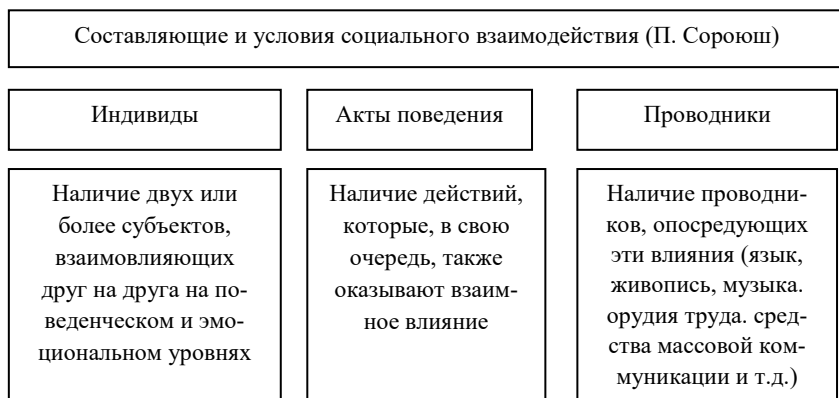 Составляющие и условия социального взаимодействия (П. Сороюш)
Индивиды
Акты поведения
Проводники
Наличие двух или
более субъектов,
взаимовлияющих
друг на друга на по-
веденческом и эмо-
циональном уровнях
Наличие действий,
которые, в свою
очередь, также
оказывают взаим-
ное влияние
Наличие проводни-
ков, опосредующих
эти влияния (язык,
живопись, музыка.
орудия труда. сред-
ства массовой ком-
муникации и т.д.)